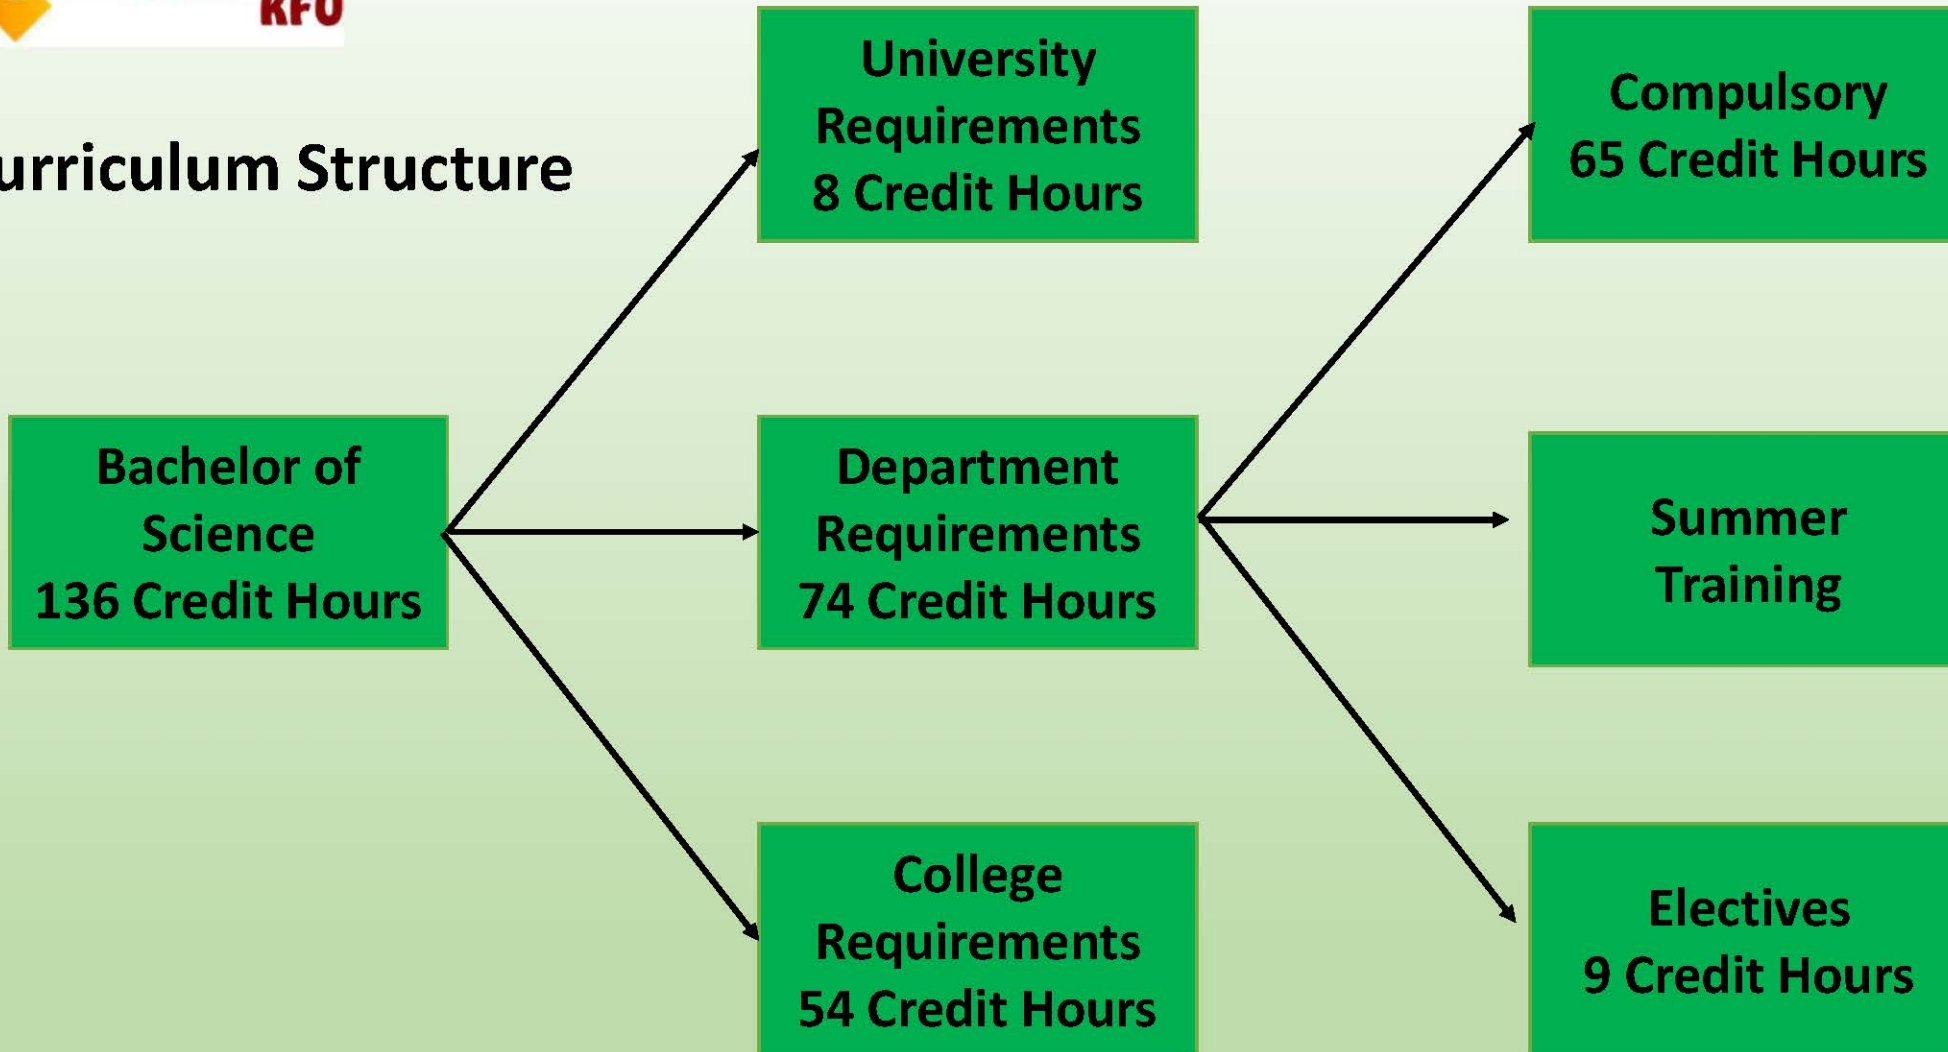 KFU
urriculum Structure
University
Requirements
8 Credit Hours
Compulsory
65 Credit Hours
Bachelor of
Science
136 Credit Hours
Department
Requirements
74 Credit Hours
Summer
Training
College
Requirements
54 Credit Hours
Electives
9 Credit Hours